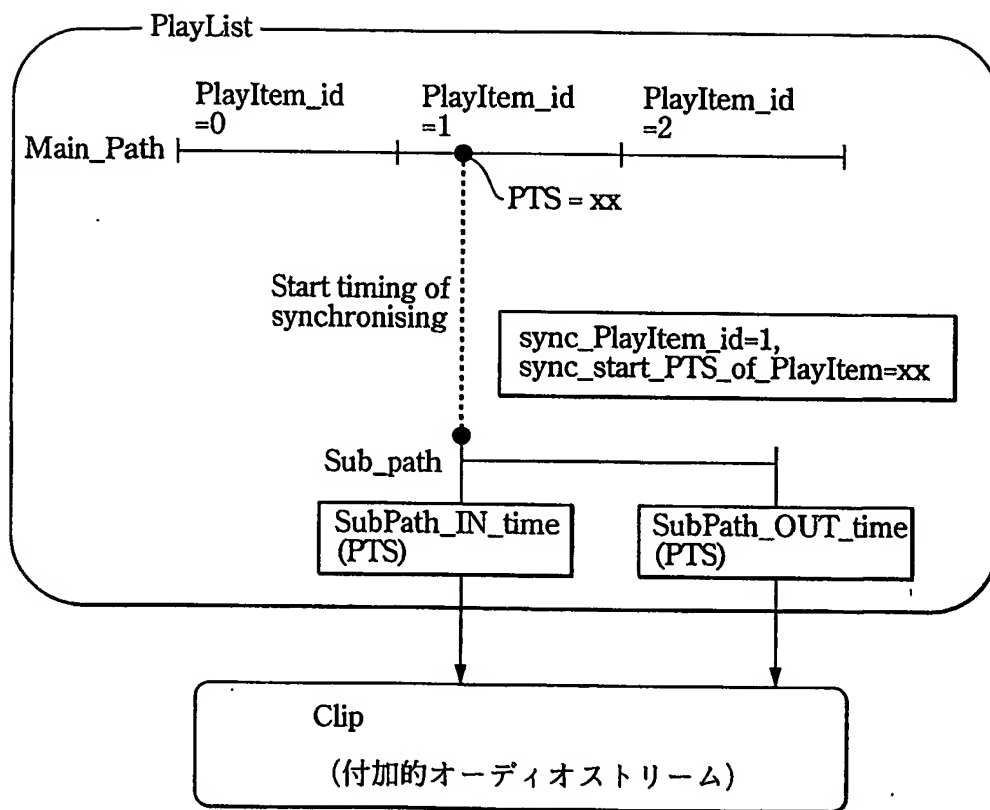 PlayList
PlayItem_id
=0
PlayItem_id
=1
PlayItem_id
=2
Main_Path
PTS = xx
Start timing of
synchronising
sync_PlayItem_id=1,
sync_start_PTS_of_PlayItem=xx
Sub_path
SubPath_IN_time
(PTS)
SubPath_OUT_time
(PTS)
Clip
(付加的オーディオストリーム)